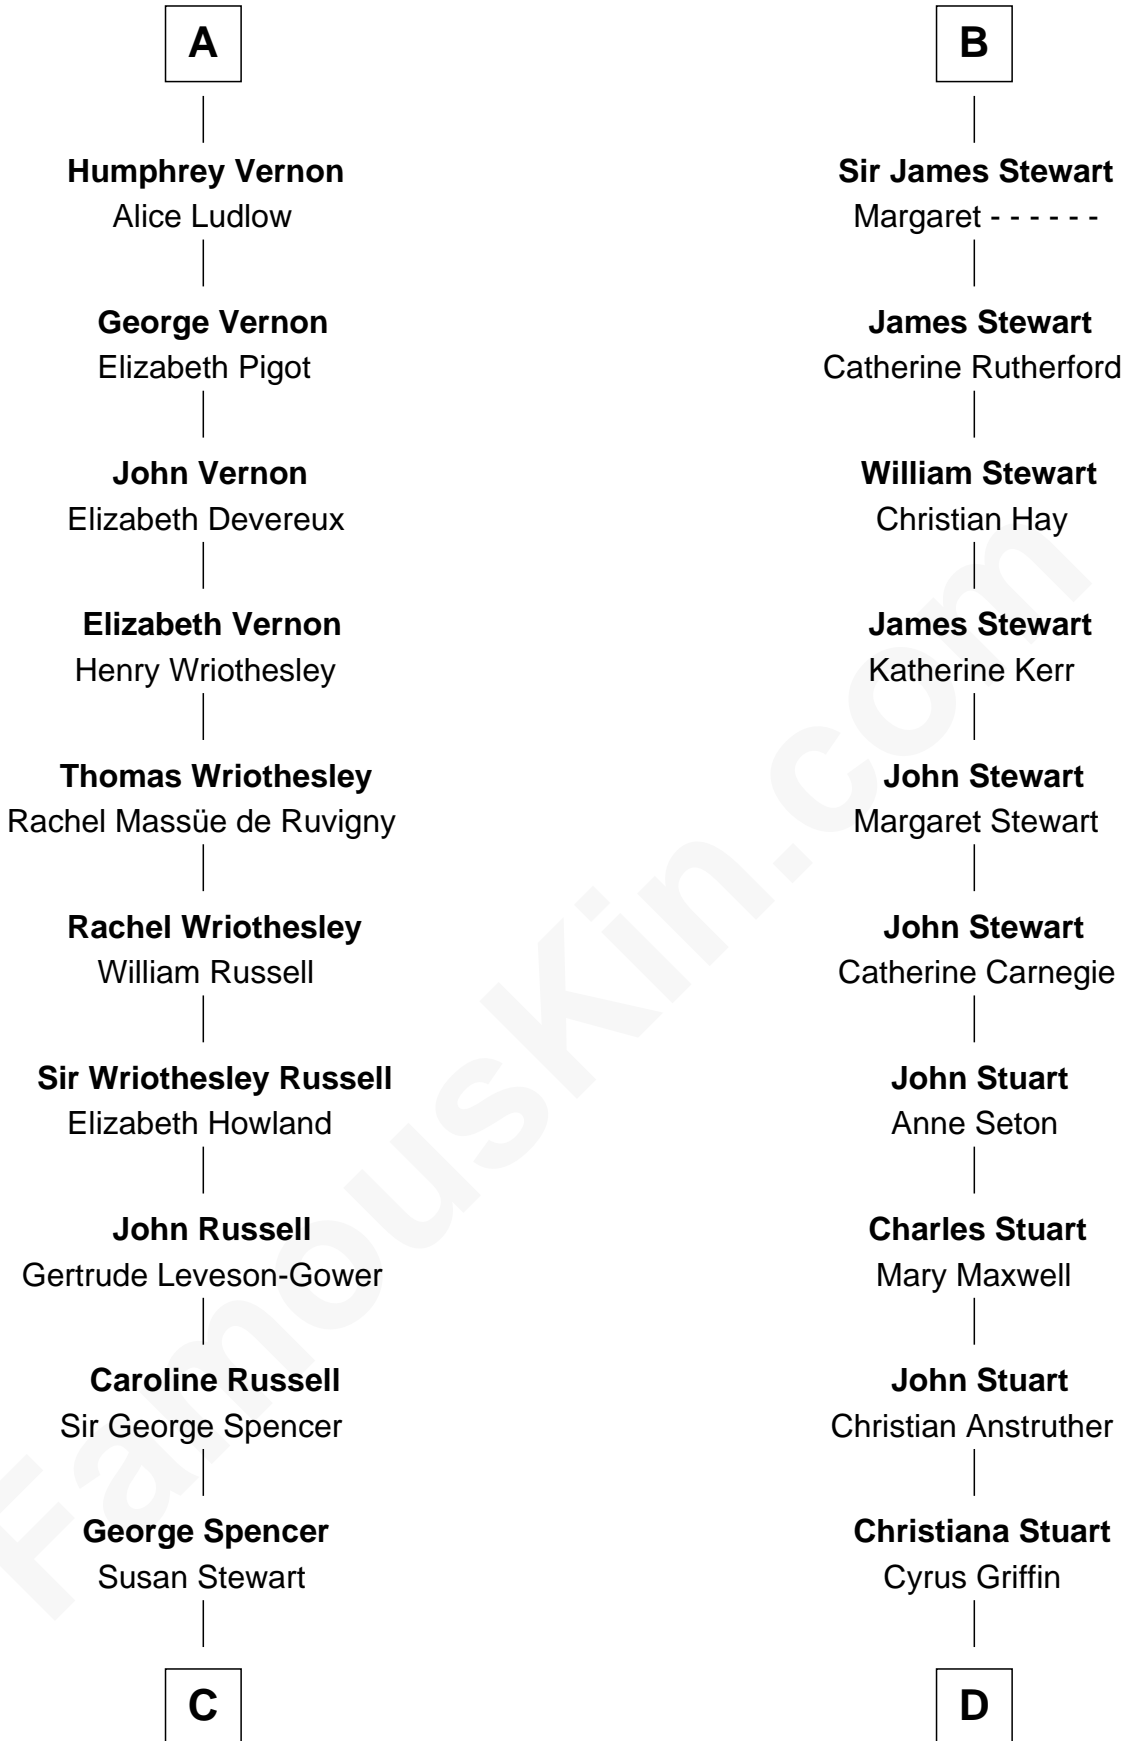 A
Humphrey Vernon
Alice Ludlow
George Vernon
Elizabeth Pigot
John Vernon
Elizabeth Devereux
Elizabeth Vernon
Henry Wriothesley
Thomas Wriothesley
Rachel Massüe de Ruvigny
Rachel Wriothesley
William Russell
Sir Wriothesley Russell
Elizabeth Howland
John Russell
Gertrude Leveson-Gower
Caroline Russell
Sir George Spencer
George Spencer
Susan Stewart
C
B
Sir James Stewart
Margaret - - - - - -
James Stewart
Catherine Rutherford
William Stewart
Christian Hay
James Stewart
Katherine Kerr
John Stewart
Margaret Stewart
John Stewart
Catherine Carnegie
John Stuart
Anne Seton
Charles Stuart
Mary Maxwell
John Stuart
Christian Anstruther
Christiana Stuart
Cyrus Griffin
D
FamousKin.com